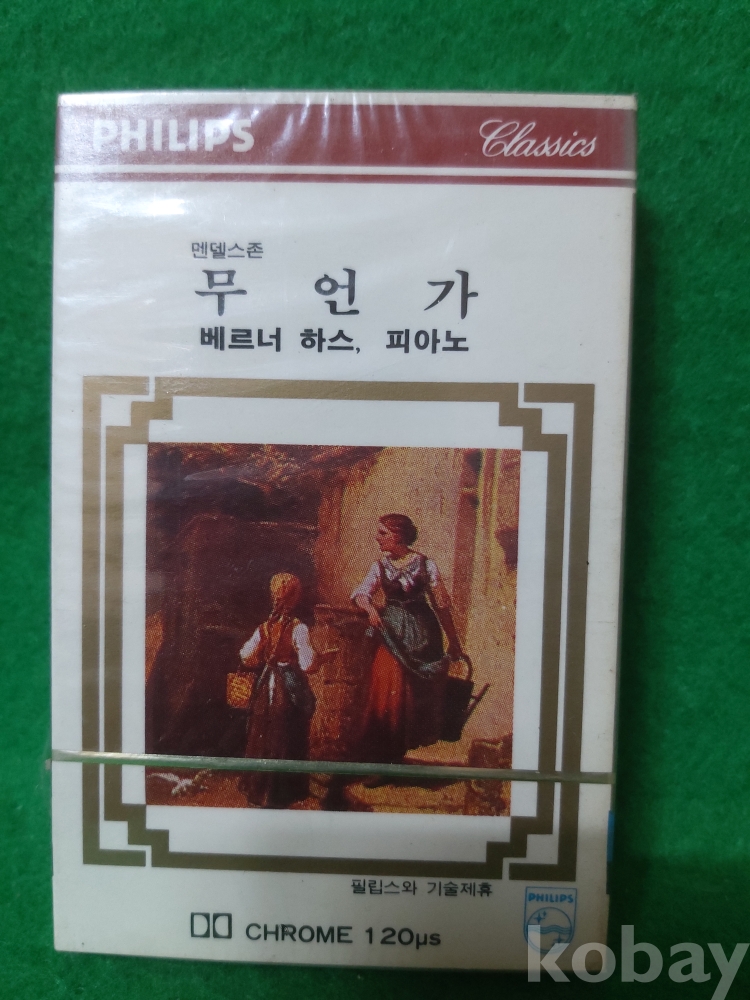 PHILIPS Classics
멘델스존
무 언 가
베르너 하스, 피아노
필립스와 기술제휴
PHILIPS
CHROME 120µs
kobay